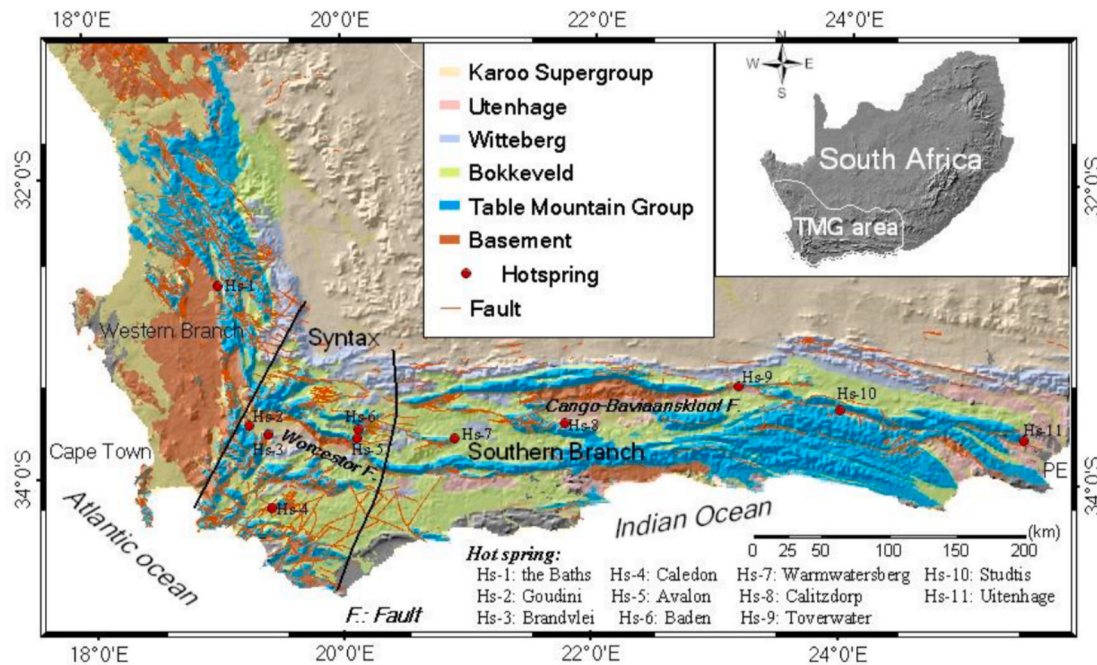 18°0'E 20°0'E 22°0'E 24°0'E
Karoo Supergroup
Utenhage
Witteberg
Bokkeveld
Table Mountain Group
Basement
Hotspring
Fault
N
W E
S
South Africa
TMG area
32°0'S 32°0'S
Hs-1
Western Branch
Syntax
Hs-9
Cango-Baviaanskloof F.
Hs-10
Hs-2 Hs-6 Hs-8
Hs-3 Worcestor F. Hs-5 Hs-7 Southern Branch Hs-11
Cape Town
PE
34°0'S 34°0'S
Hs-4
Atlantic ocean
Indian Ocean
0 25 50 100 150 200 (km)
Hot spring:
Hs-1: the Baths Hs-4: Caledon Hs-7: Warmwatersberg Hs-10: Studtis
Hs-2: Goudini Hs-5: Avalon Hs-8: Calitzdorp Hs-11: Uitenhage
Hs-3: Brandvlei Hs-6: Baden Hs-9: Toverwater
F.: Fault
18°0'E 20°0'E 22°0'E 24°0'E